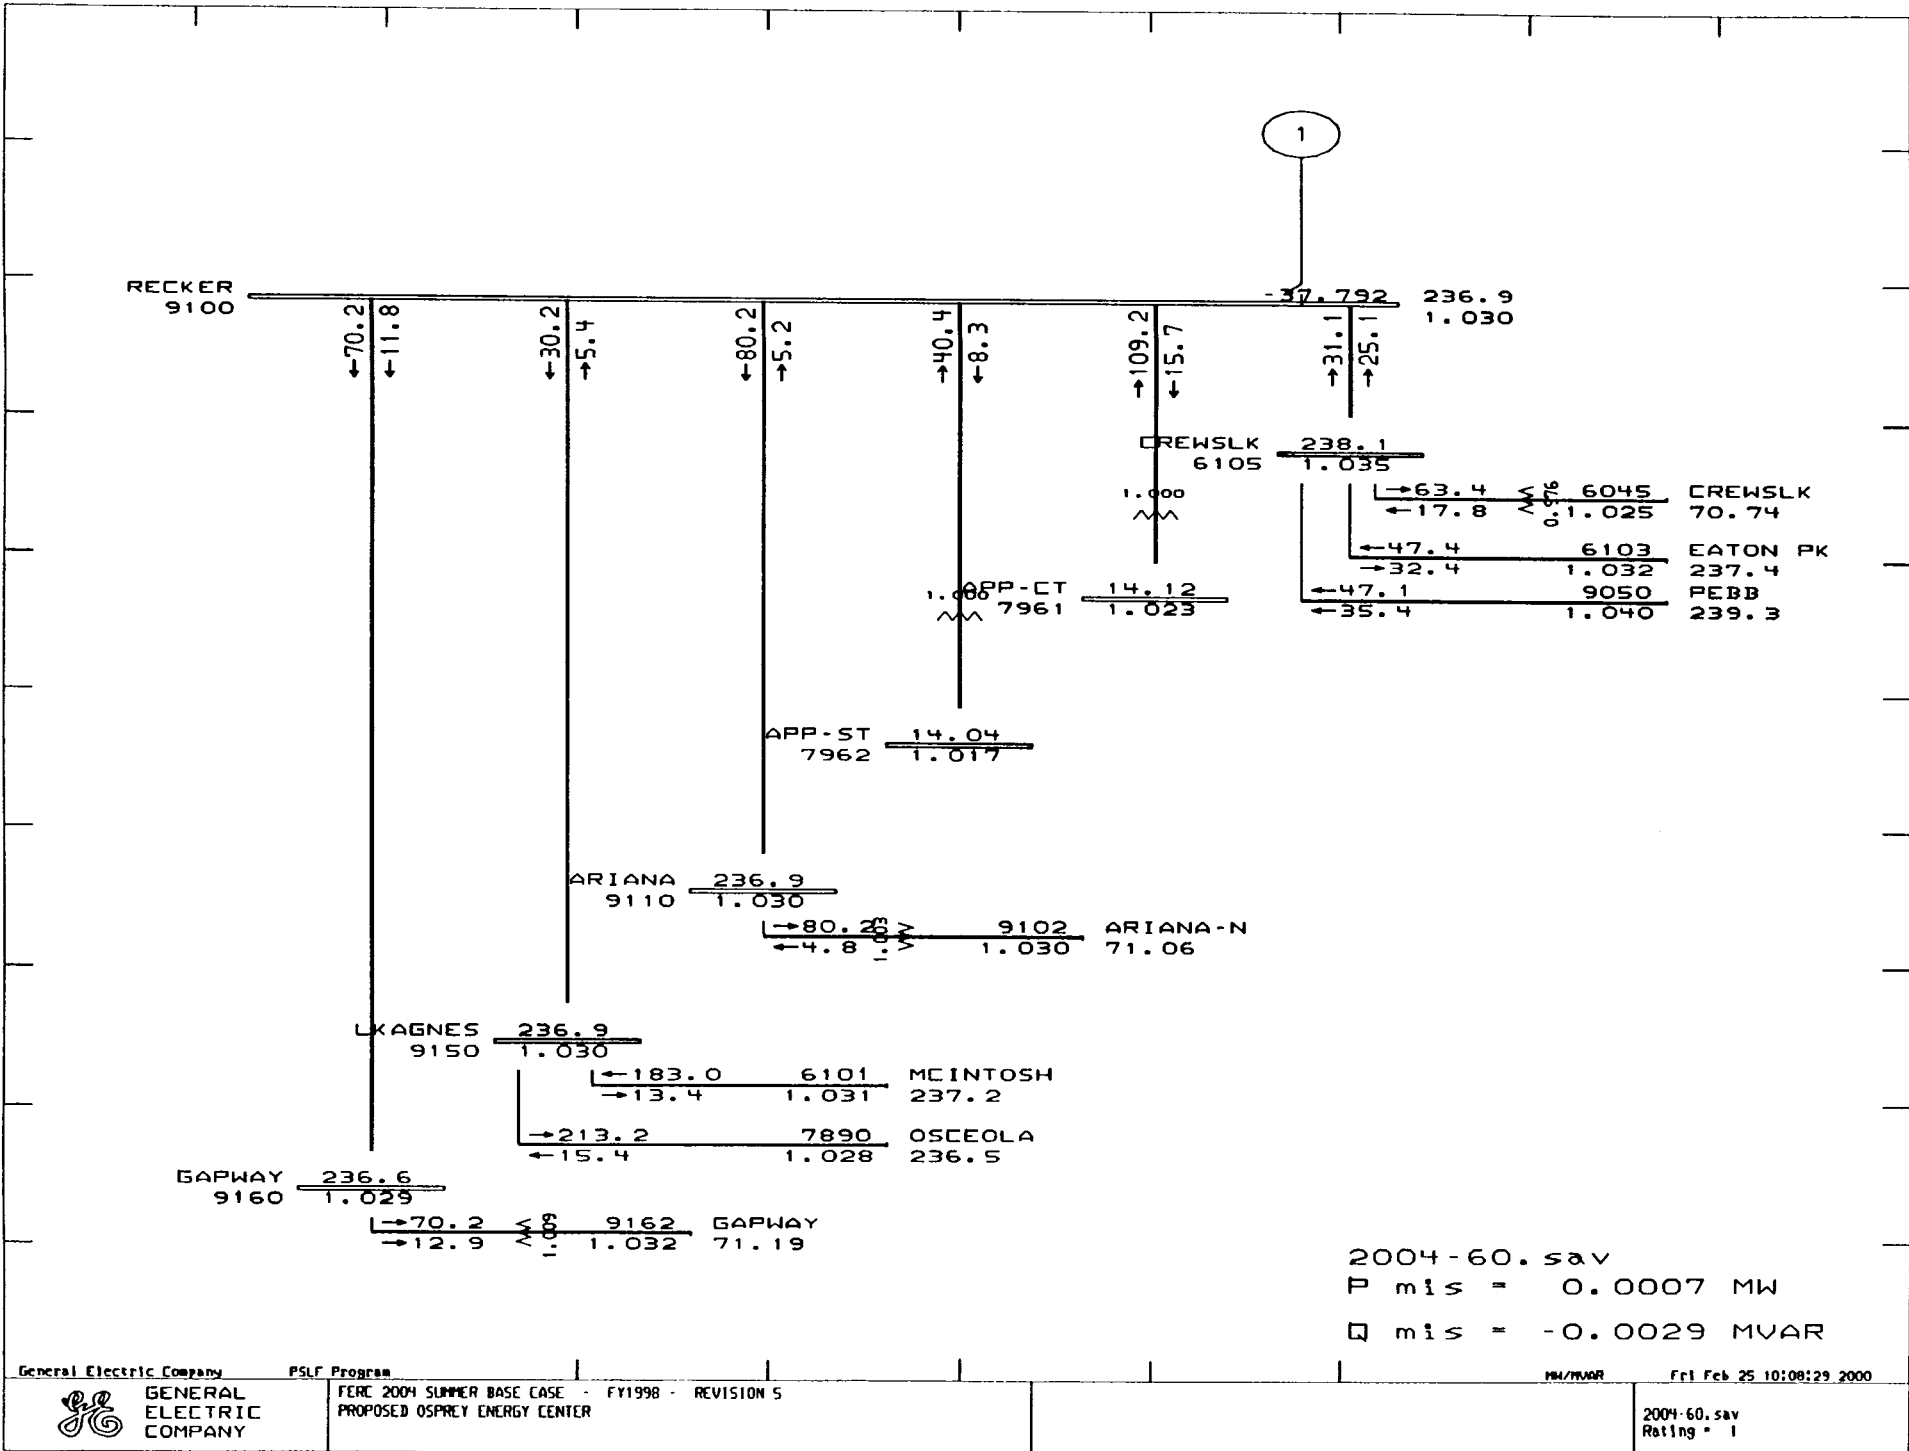 1
RECKER
9100
-37.792
236.9
1.030
←70.2
←11.8
←30.2
→5.4
←80.2
→5.2
→40.4
←8.3
→109.2
←15.7
→31.1
→25.1
CREWSLK
6105
238.1
1.035
→63.4
←17.8
0.976
6045
1.025
CREWSLK
70.74
←47.4
→32.4
6103
1.032
EATON PK
237.4
←47.1
←35.4
9050
1.040
PEBB
239.3
1.000
APP-CT
7961
14.12
1.023
APP-ST
7962
14.04
1.017
ARIANA
9110
236.9
1.030
→80.2
←4.8
1.003
9102
1.030
ARIANA-N
71.06
LKAGNES
9150
236.9
1.030
←183.0
→13.4
6101
1.031
MCINTOSH
237.2
→213.2
←15.4
7890
1.028
OSCEOLA
236.5
GAPWAY
9160
236.6
1.029
→70.2
→12.9
1.009
9162
1.032
GAPWAY
71.19
2004-60.sav
P mis = 0.0007 MW
Q mis = -0.0029 MVAR
General Electric Company PSLF Program
MW/MVAR Fri Feb 25 10:08:29 2000
GENERAL
ELECTRIC
COMPANY
FERC 2004 SUMMER BASE CASE - FY1998 - REVISION 5
PROPOSED OSPREY ENERGY CENTER
2004-60.sav
Rating = 1